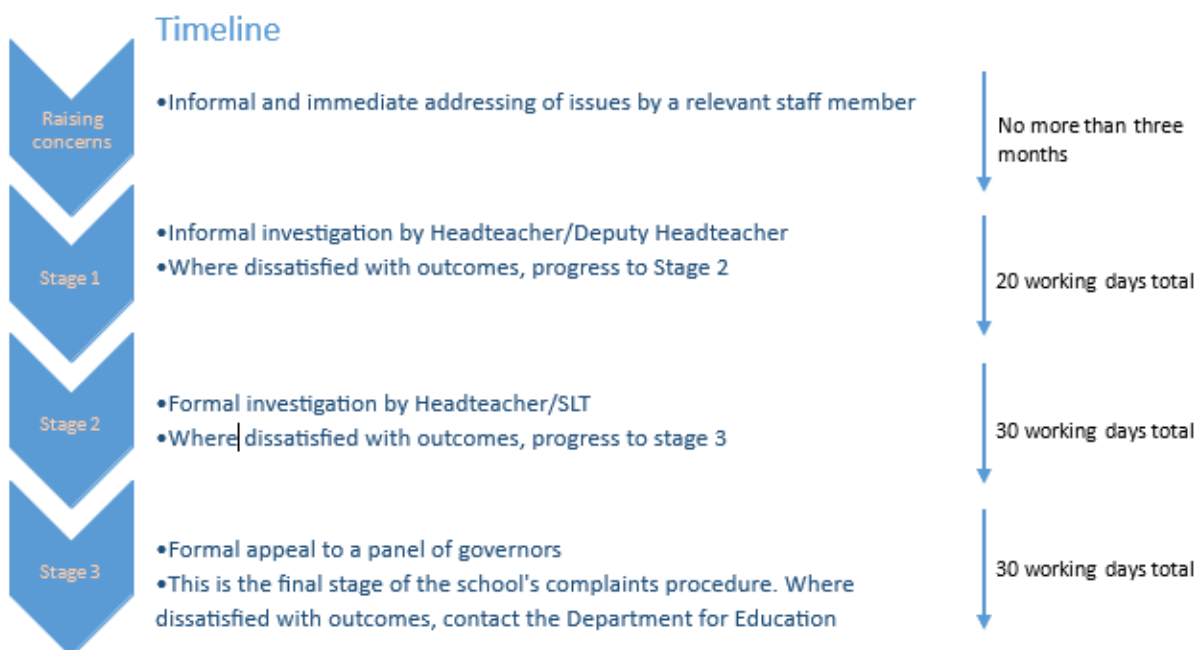 Timeline
Raising
concerns
•Informal and immediate addressing of issues by a relevant staff member
No more than three
months
Stage 1
•Informal investigation by Headteacher/Deputy Headteacher
•Where dissatisfied with outcomes, progress to Stage 2
20 working days total
Stage 2
•Formal investigation by Headteacher/SLT
•Where dissatisfied with outcomes, progress to stage 3
30 working days total
Stage 3
•Formal appeal to a panel of governors
•This is the final stage of the school's complaints procedure. Where
dissatisfied with outcomes, contact the Department for Education
30 working days total